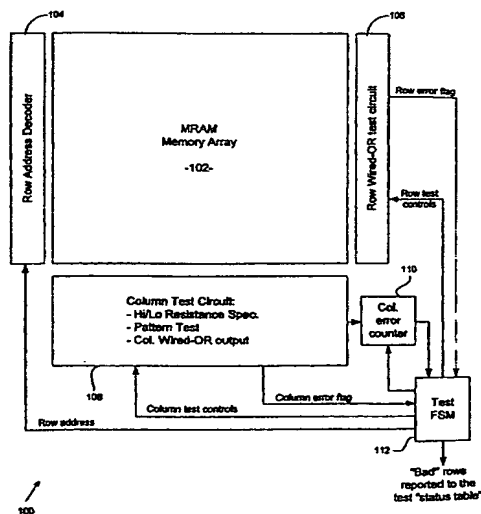 104
106
Row Address Decoder
MRAM
Memory Array
-102-
Row Wired-OR test circuit
Row error flag
Row test
controls
110
Column Test Circuit:
- Hi/Lo Resistance Spec.
- Pattern Test
- Col. Wired-OR output
Col.
error
counter
108
Column error flag
Column test controls
Row address
Test
FSM
112
"Bad" rows
reported to the
test "status table"
100